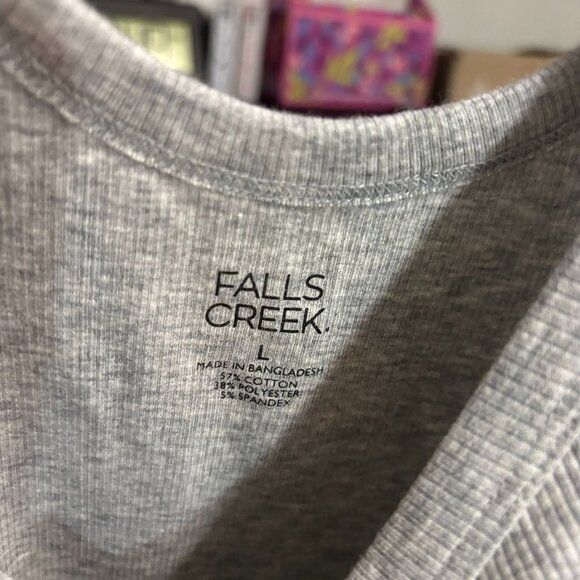 FALLS
CREEK.
L
MADE IN BANGLADESH
57% COTTON
38% POLYESTER
5% SPANDEX